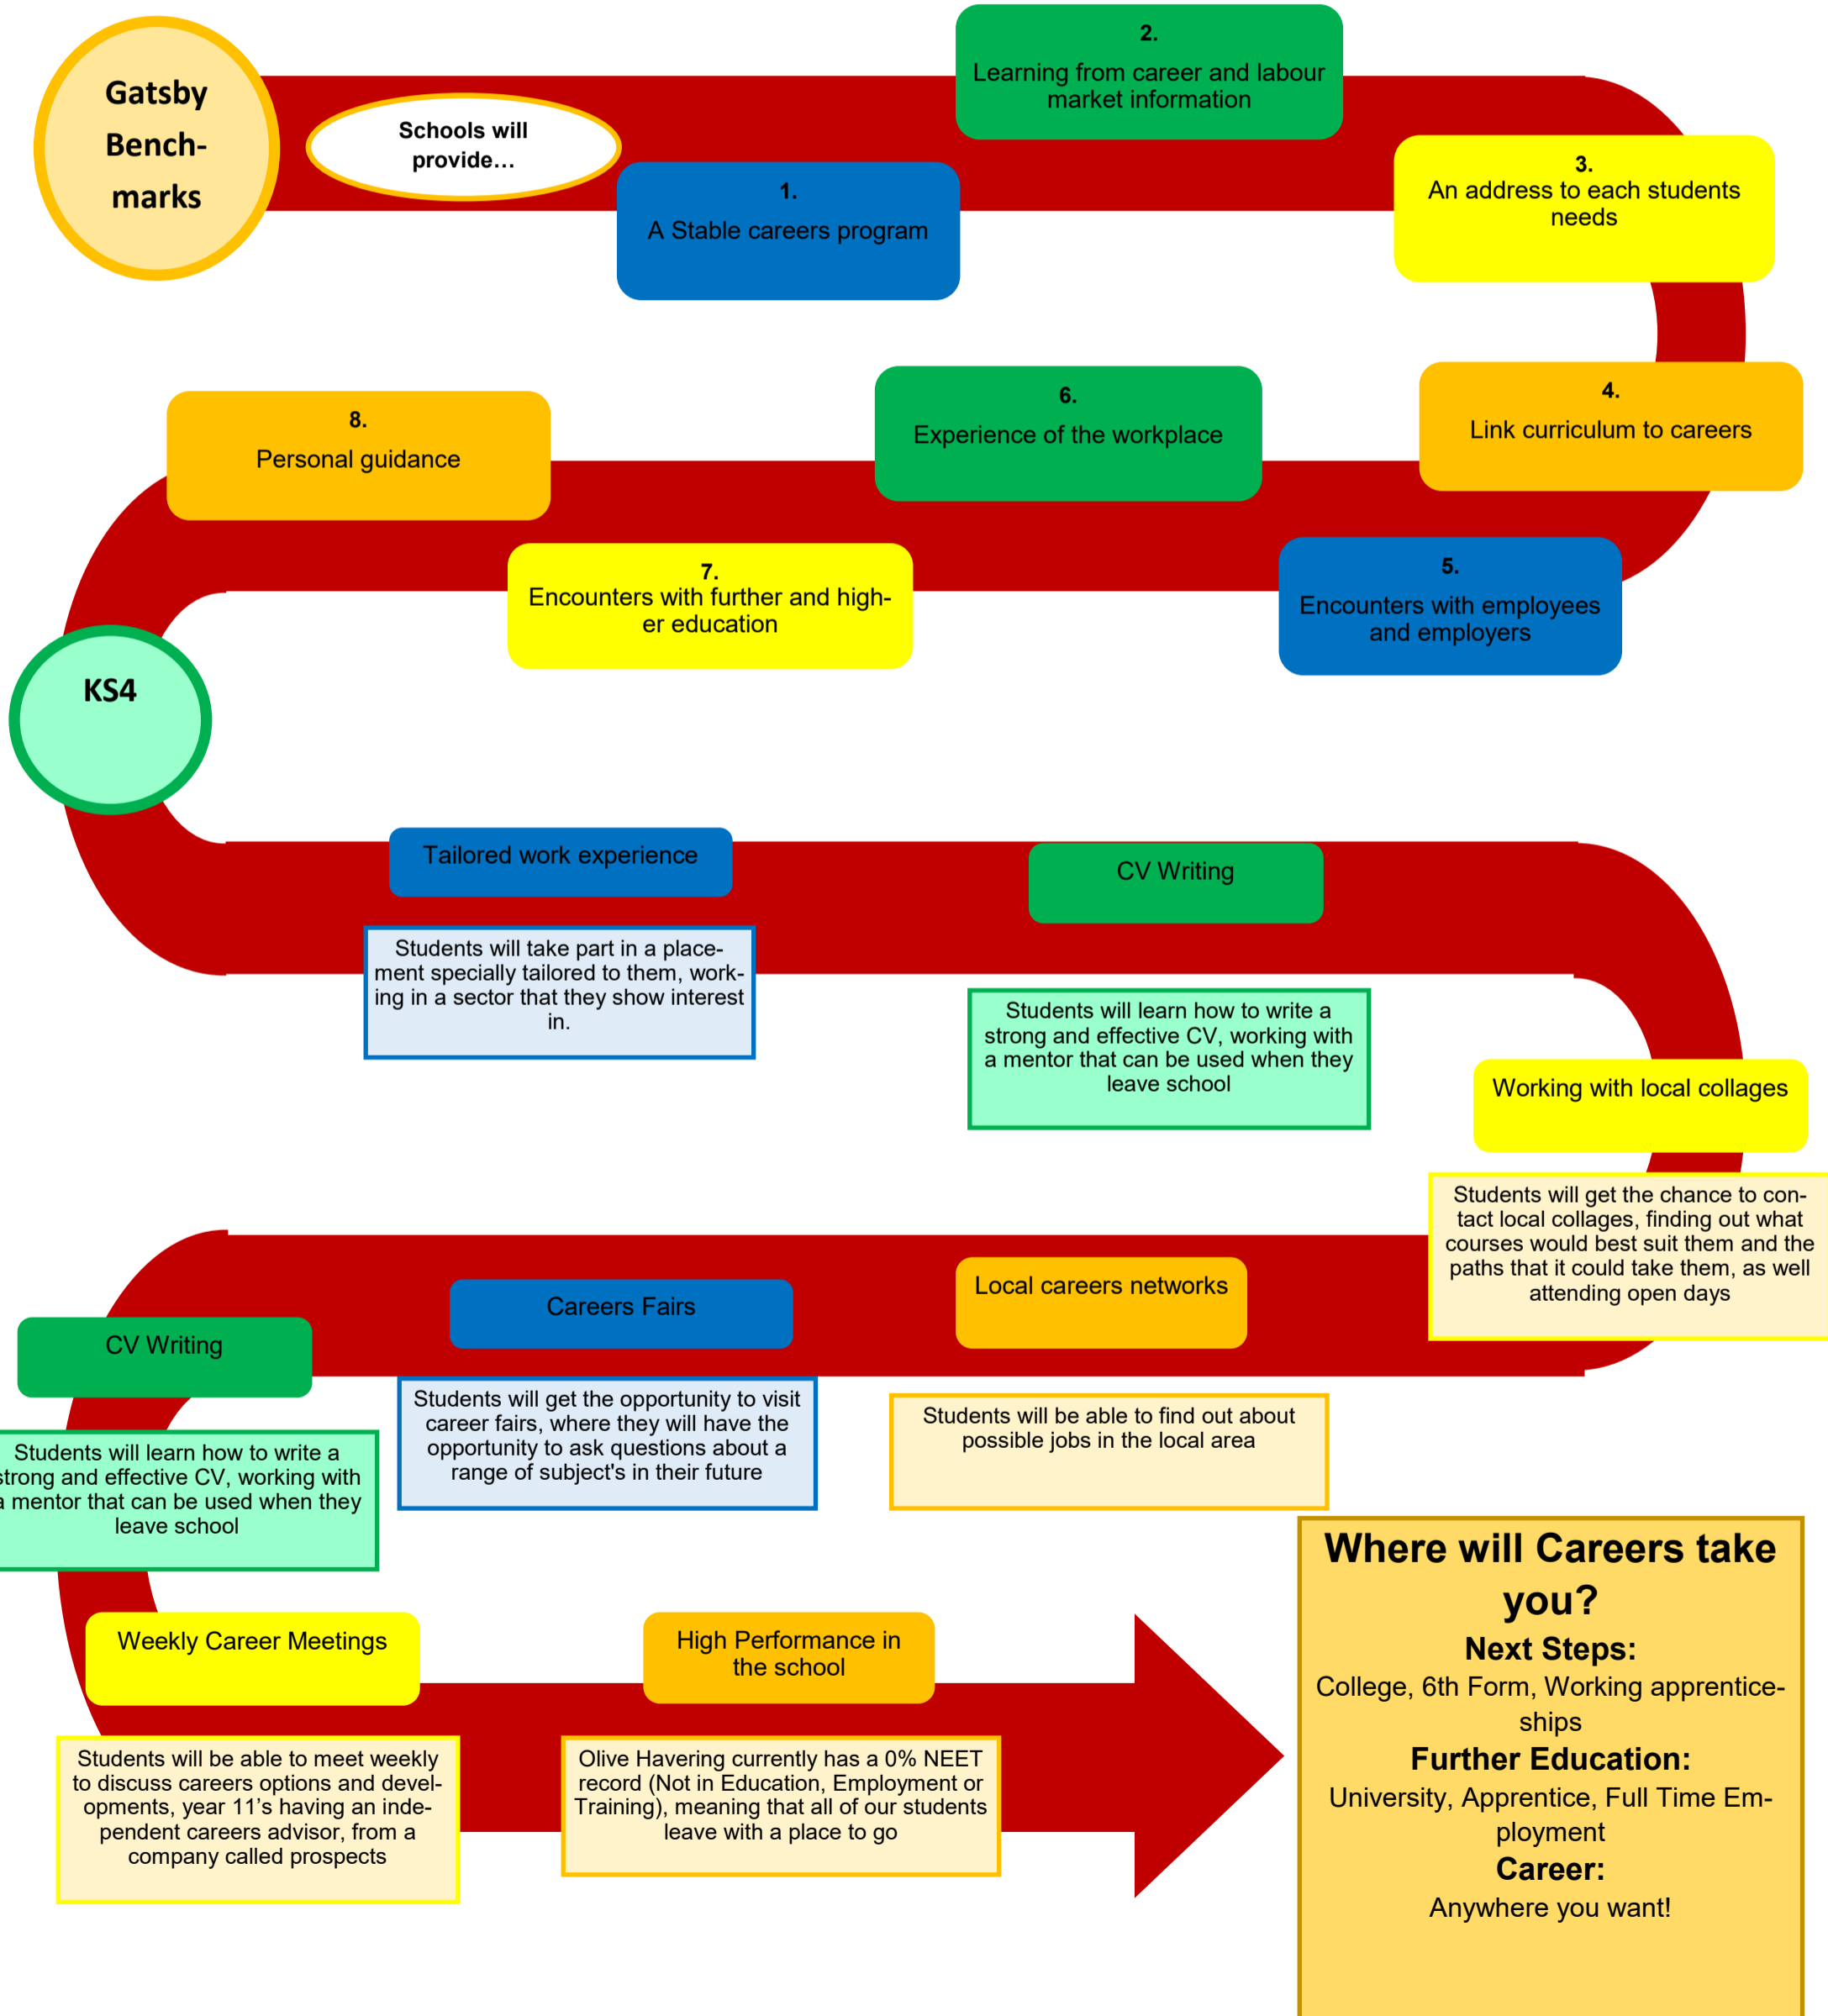 Gatsby
Bench-
marks
Schools will
provide…
1.
A Stable careers program
2.
Learning from career and labour
market information
3.
An address to each students
needs
4.
Link curriculum to careers
5.
Encounters with employees
and employers
6.
Experience of the workplace
7.
Encounters with further and high-
er education
8.
Personal guidance
KS4
Tailored work experience
Students will take part in a place-
ment specially tailored to them, work-
ing in a sector that they show interest
in.
CV Writing
Students will learn how to write a
strong and effective CV, working with
a mentor that can be used when they
leave school
Working with local collages
Students will get the chance to con-
tact local collages, finding out what
courses would best suit them and the
paths that it could take them, as well
attending open days
Local careers networks
Students will be able to find out about
possible jobs in the local area
Careers Fairs
Students will get the opportunity to visit
career fairs, where they will have the
opportunity to ask questions about a
range of subject's in their future
CV Writing
Students will learn how to write a
strong and effective CV, working with
a mentor that can be used when they
leave school
Weekly Career Meetings
Students will be able to meet weekly
to discuss careers options and devel-
opments, year 11’s having an inde-
pendent careers advisor, from a
company called prospects
High Performance in
the school
Olive Havering currently has a 0% NEET
record (Not in Education, Employment or
Training), meaning that all of our students
leave with a place to go
Where will Careers take
you?
Next Steps:
College, 6th Form, Working apprentice-
ships
Further Education:
University, Apprentice, Full Time Em-
ployment
Career:
Anywhere you want!